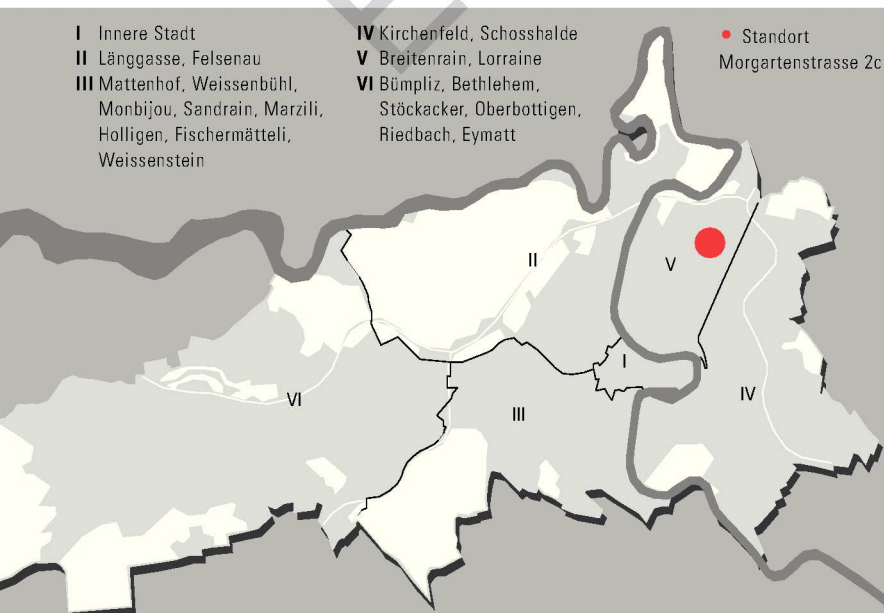 I Innere Stadt
II Länggasse, Felsenau
III Mattenhof, Weissenbühl,
Monbijou, Sandrain, Marzili,
Holligen, Fischermätteli,
Weissenstein
IV Kirchenfeld, Schosshalde
V Breitenrain, Lorraine
VI Bümpliz, Bethlehem,
Stöckacker, Oberbottigen,
Riedbach, Eymatt
Standort
Morgartenstrasse 2c
II
V
I
VI
III
IV